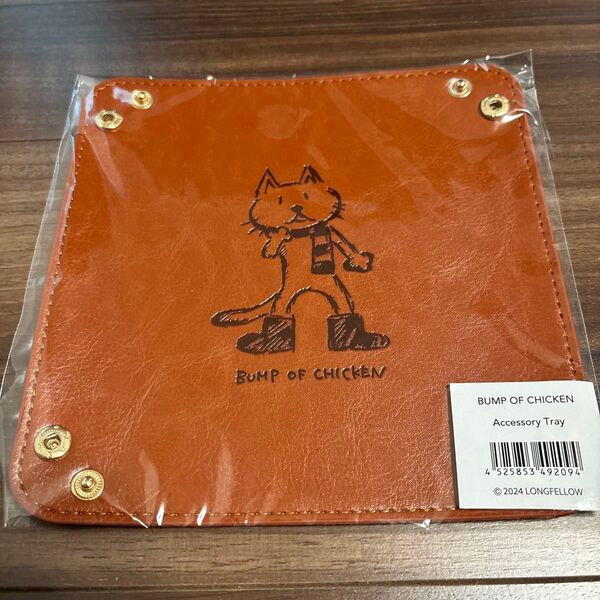 BUMP OF CHICKEN
BUMP OF CHICKEN
Accessory Tray
4 525853 492094
© 2024 LONGFELLOW